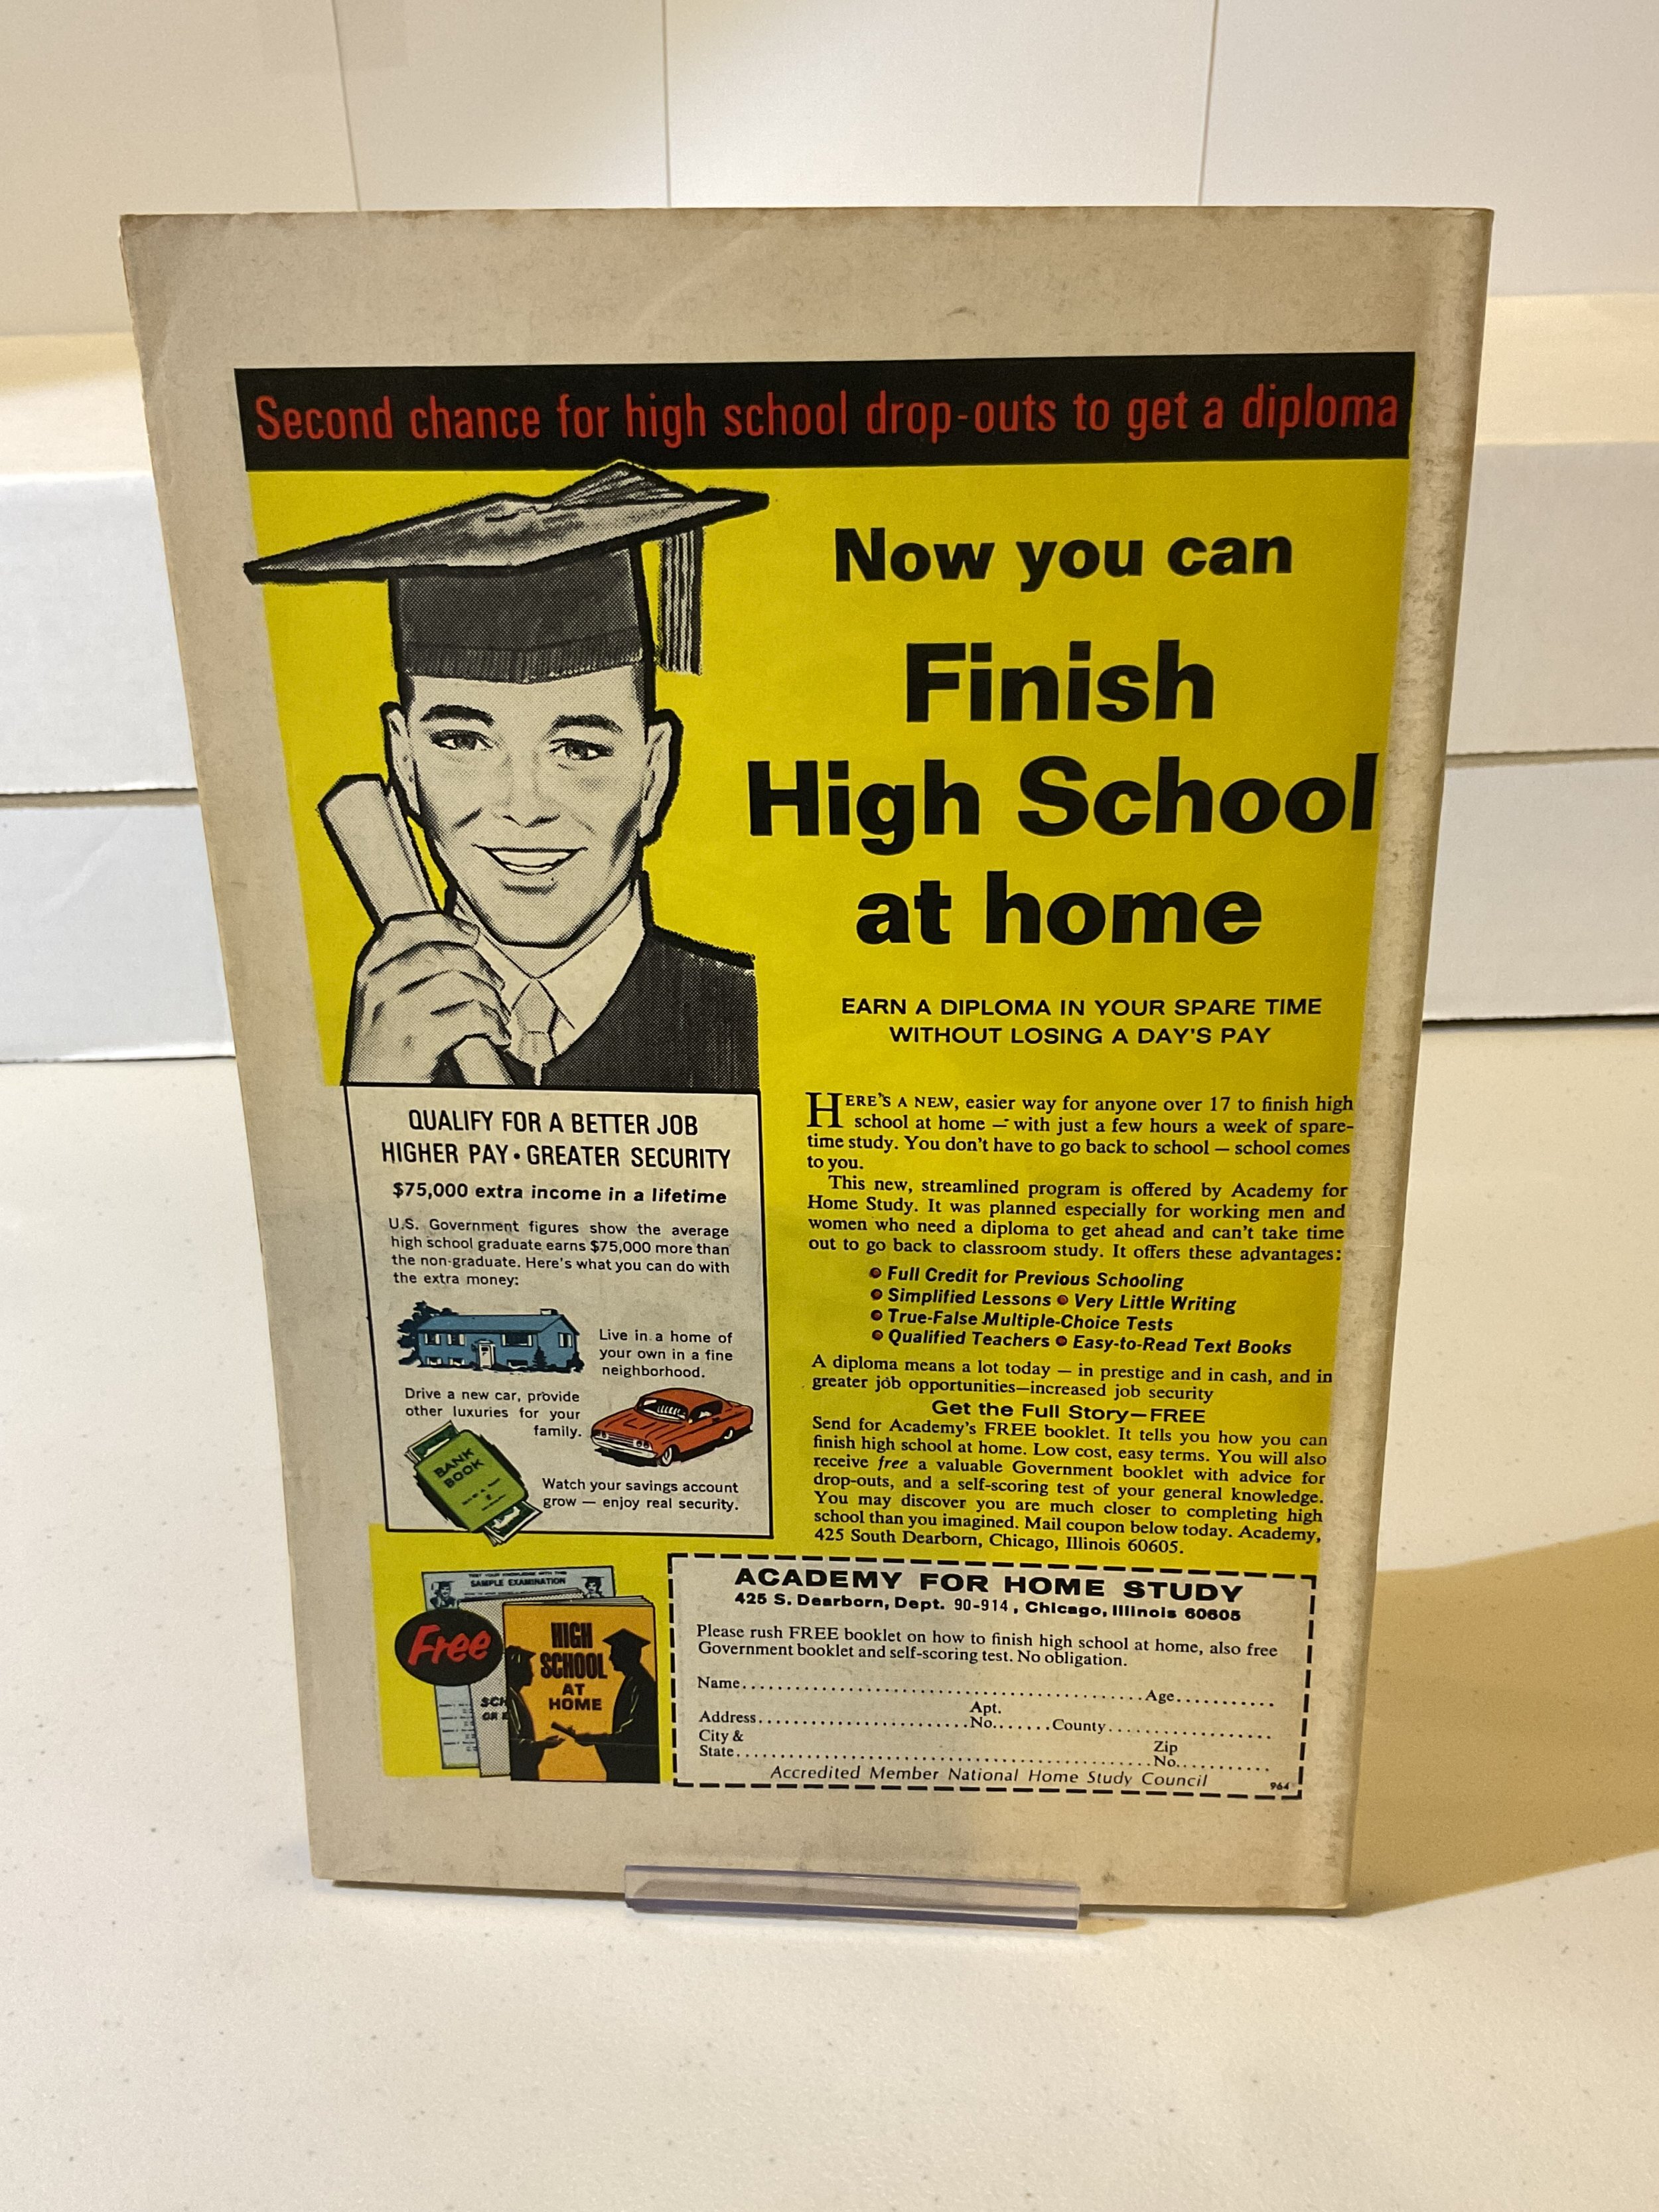 Second chance for high school drop-outs to get a diploma
Now you can
Finish
High School
at home
EARN A DIPLOMA IN YOUR SPARE TIME
WITHOUT LOSING A DAY'S PAY
QUALIFY FOR A BETTER JOB
HIGHER PAY • GREATER SECURITY
$75,000 extra income in a lifetime
U.S. Government figures show the average
high school graduate earns $75,000 more than
the non-graduate. Here's what you can do with
the extra money:
Live in a home of
your own in a fine
neighborhood.
Drive a new car, provide
other luxuries for your
family.
BANK
BOOK
Watch your savings account
grow — enjoy real security.
HERE'S A NEW, easier way for anyone over 17 to finish high
school at home — with just a few hours a week of spare-
time study. You don't have to go back to school — school comes
to you.
This new, streamlined program is offered by Academy for
Home Study. It was planned especially for working men and
women who need a diploma to get ahead and can't take time
out to go back to classroom study. It offers these advantages:
• Full Credit for Previous Schooling
• Simplified Lessons • Very Little Writing
• True-False Multiple-Choice Tests
• Qualified Teachers • Easy-to-Read Text Books
A diploma means a lot today — in prestige and in cash, and in
greater job opportunities—increased job security
Get the Full Story—FREE
Send for Academy's FREE booklet. It tells you how you can
finish high school at home. Low cost, easy terms. You will also
receive free a valuable Government booklet with advice for
drop-outs, and a self-scoring test of your general knowledge.
You may discover you are much closer to completing high
school than you imagined. Mail coupon below today. Academy,
425 South Dearborn, Chicago, Illinois 60605.
TEST YOUR KNOWLEDGE WITH THIS
SAMPLE EXAMINATION
Free
SCH
OR
HIGH
SCHOOL
AT
HOME
ACADEMY FOR HOME STUDY
425 S. Dearborn, Dept. 90-914, Chicago, Illinois 60605
Please rush FREE booklet on how to finish high school at home, also free
Government booklet and self-scoring test. No obligation.
Name..........Age..........
Apt.
Address..........No.......County..........
City &
State..........
Zip
No..........
Accredited Member National Home Study Council
964